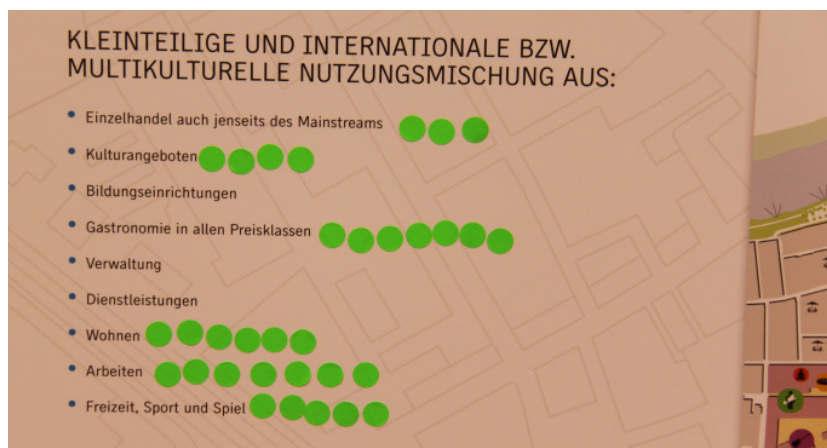 KLEINTEILIGE UND INTERNATIONALE BZW.
MULTIKULTURELLE NUTZUNGSMISCHUNG AUS:
• Einzelhandel auch jenseits des Mainstreams
• Kulturangeboten
• Bildungseinrichtungen
• Gastronomie in allen Preisklassen
• Verwaltung
• Dienstleistungen
• Wohnen
• Arbeiten
• Freizeit, Sport und Spiel